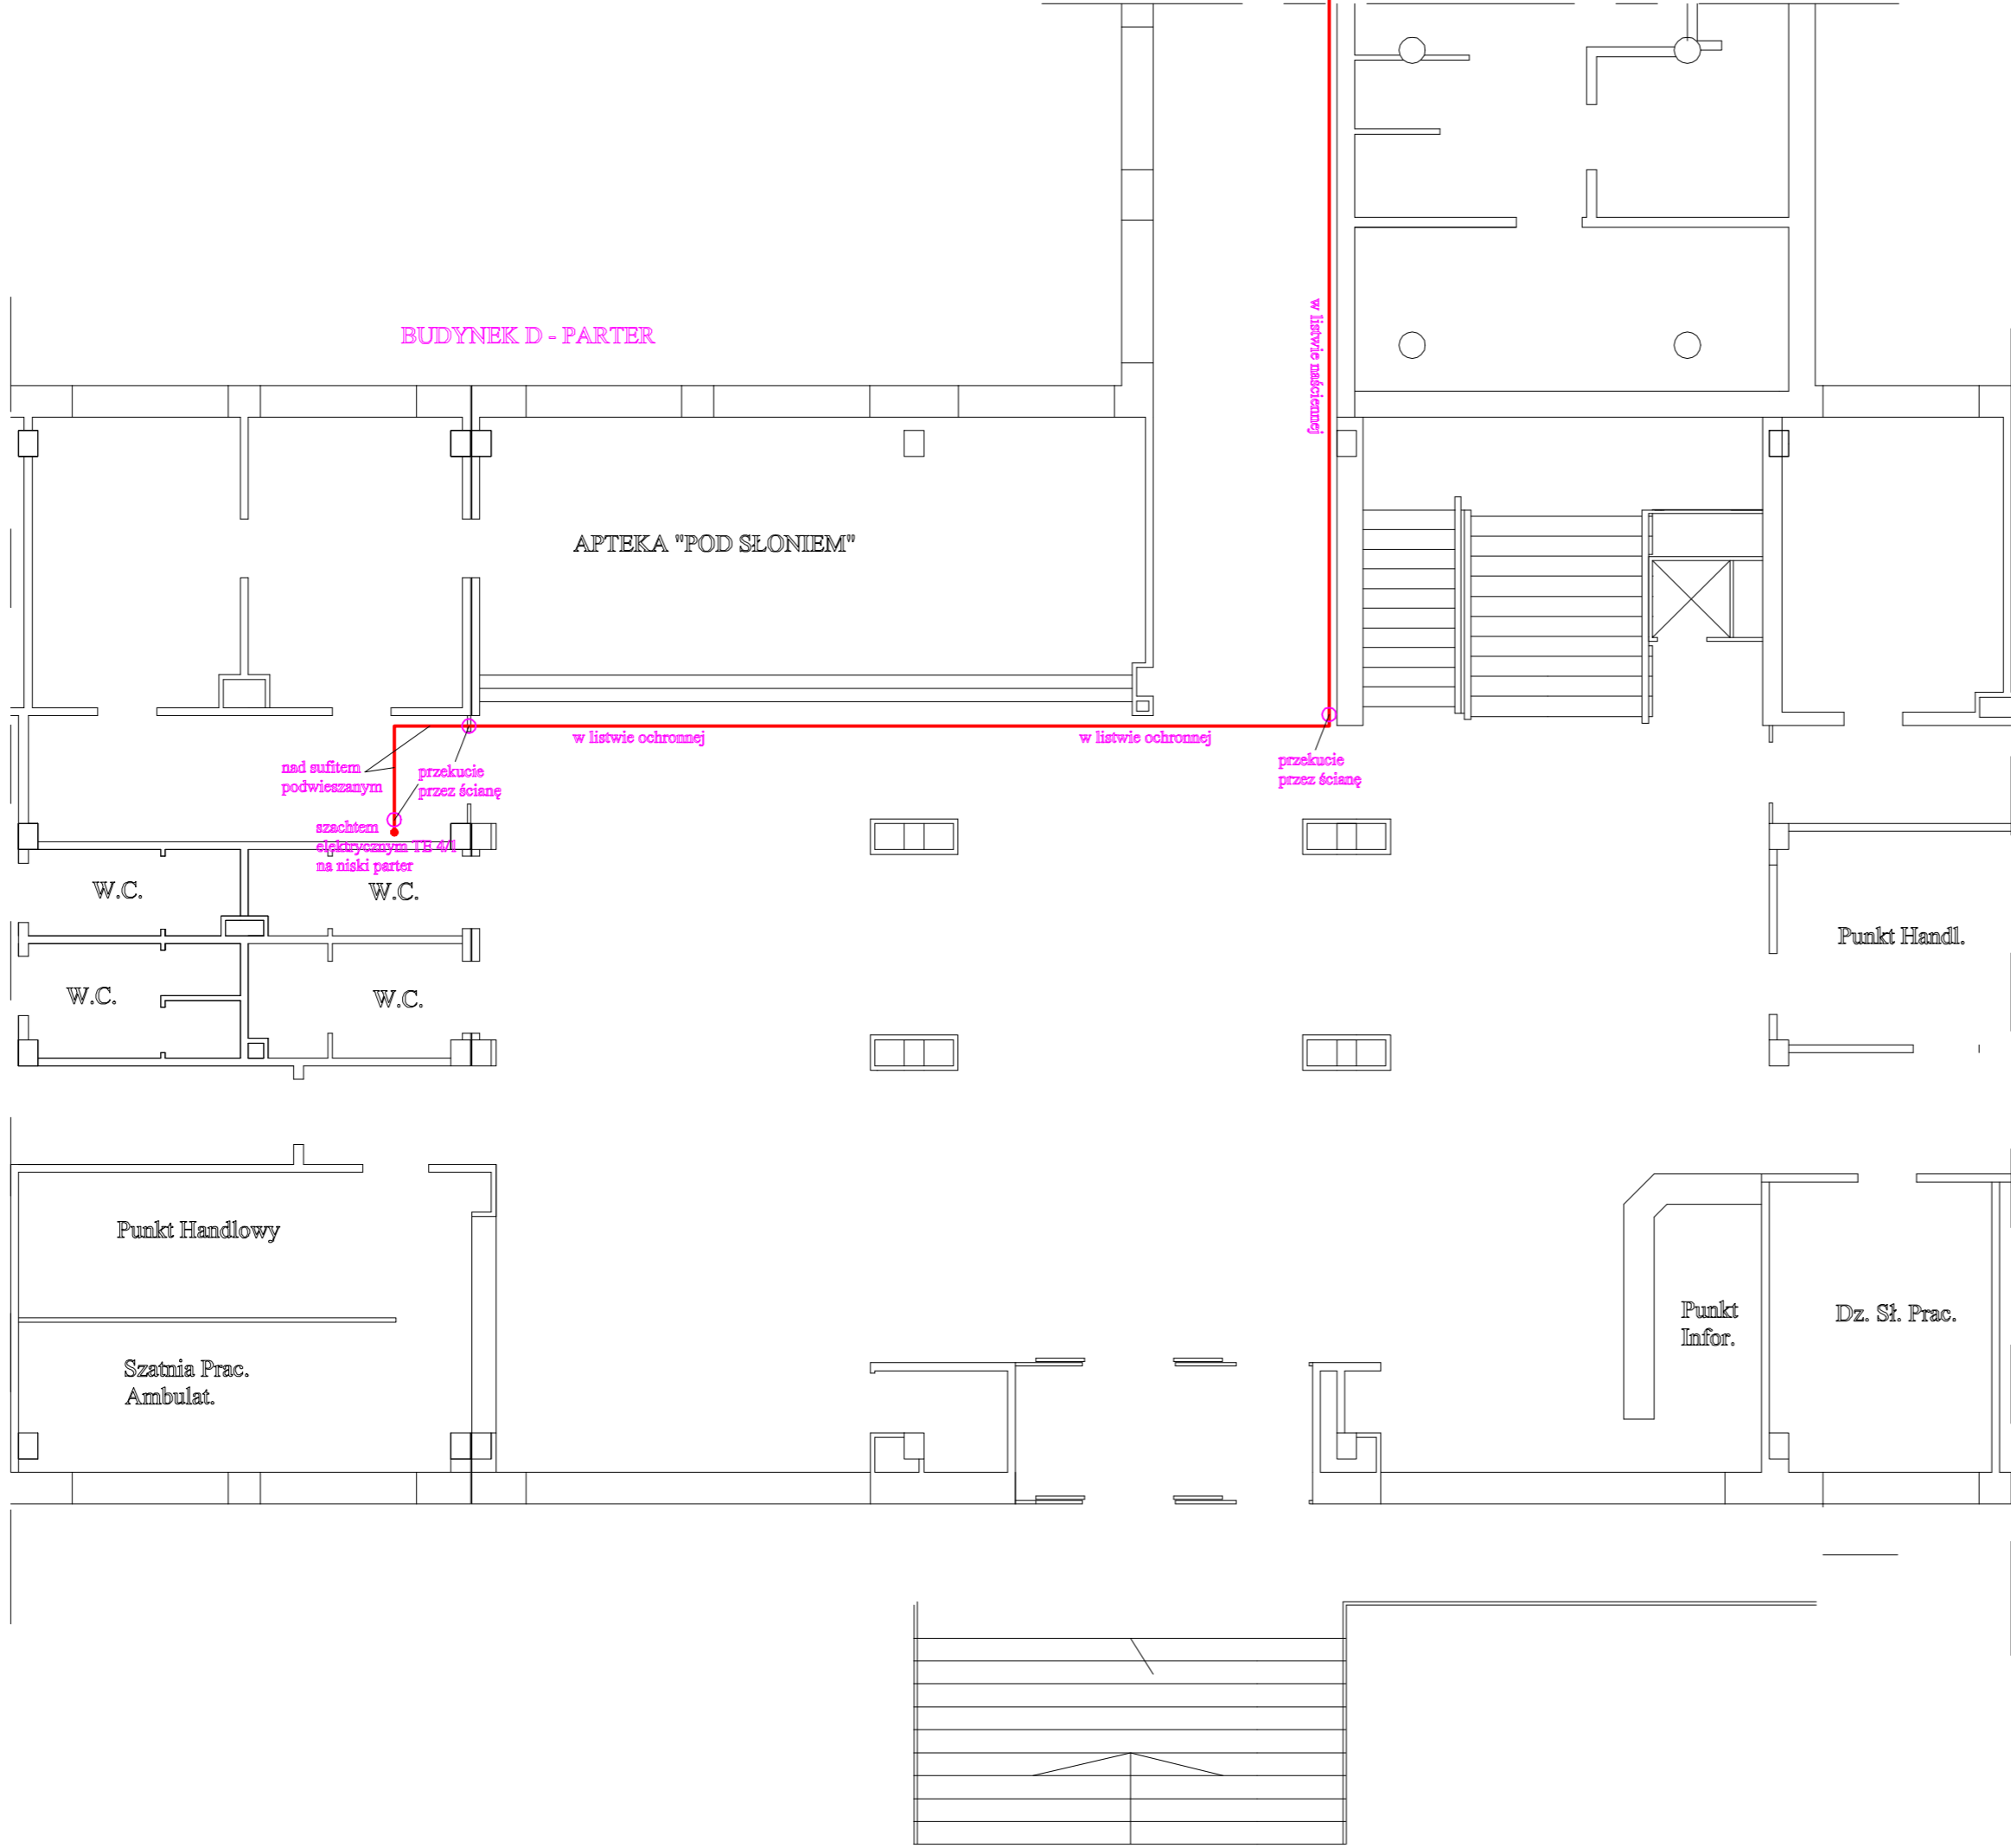 BUDYNEK D - PARTER
w listwie naściennej
APTEKA "POD SŁONIEM"
w listwie ochronnej
w listwie ochronnej
nad sufitem
podwieszanym
przekucie
przez ścianę
przekucie
przez ścianę
szachtem
elektrycznym TE 4/1
na niski parter
W.C.
W.C.
Punkt Handl.
W.C.
W.C.
Punkt Handlowy
Punkt
Infor.
Dz. Sł. Prac.
Szatnia Prac.
Ambulat.